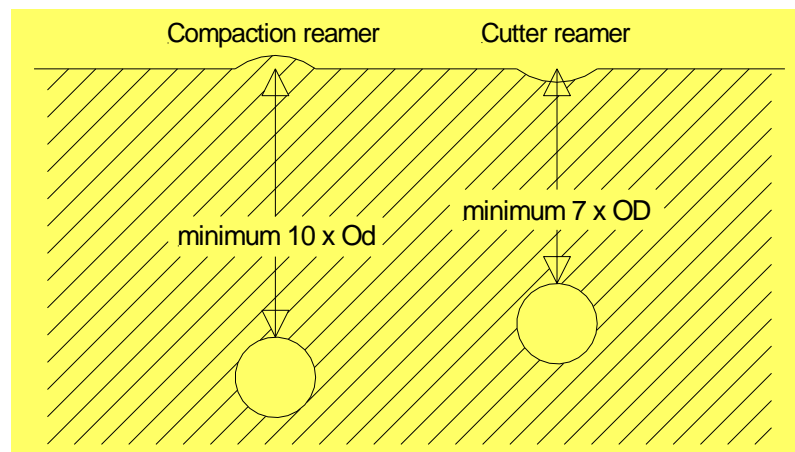 Compaction reamer
Cutter reamer
minimum 10 x Od
minimum 7 x OD